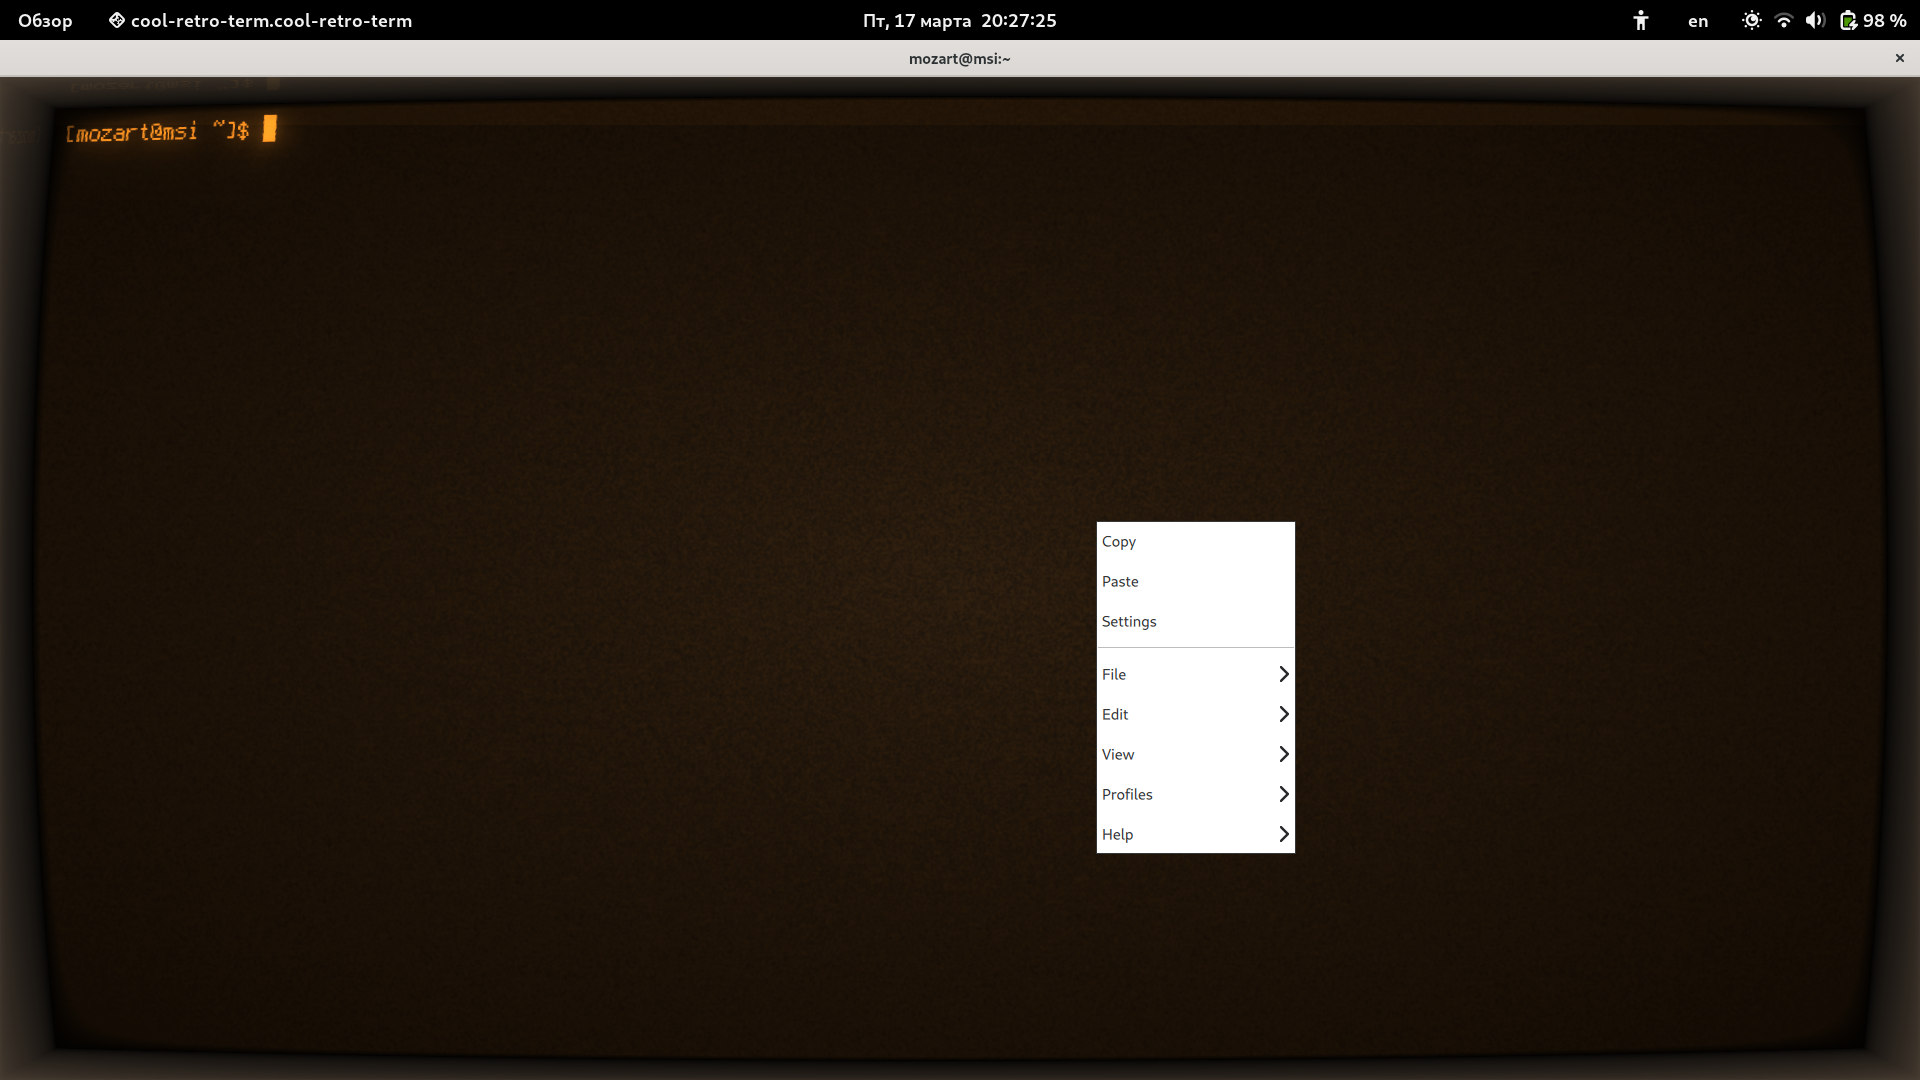 Обзор cool-retro-term.cool-retro-term Пт, 17 марта 20:27:25 en 98 %
mozart@msi:~
[mozart@msi ~]$
Copy
Paste
Settings
File
Edit
View
Profiles
Help